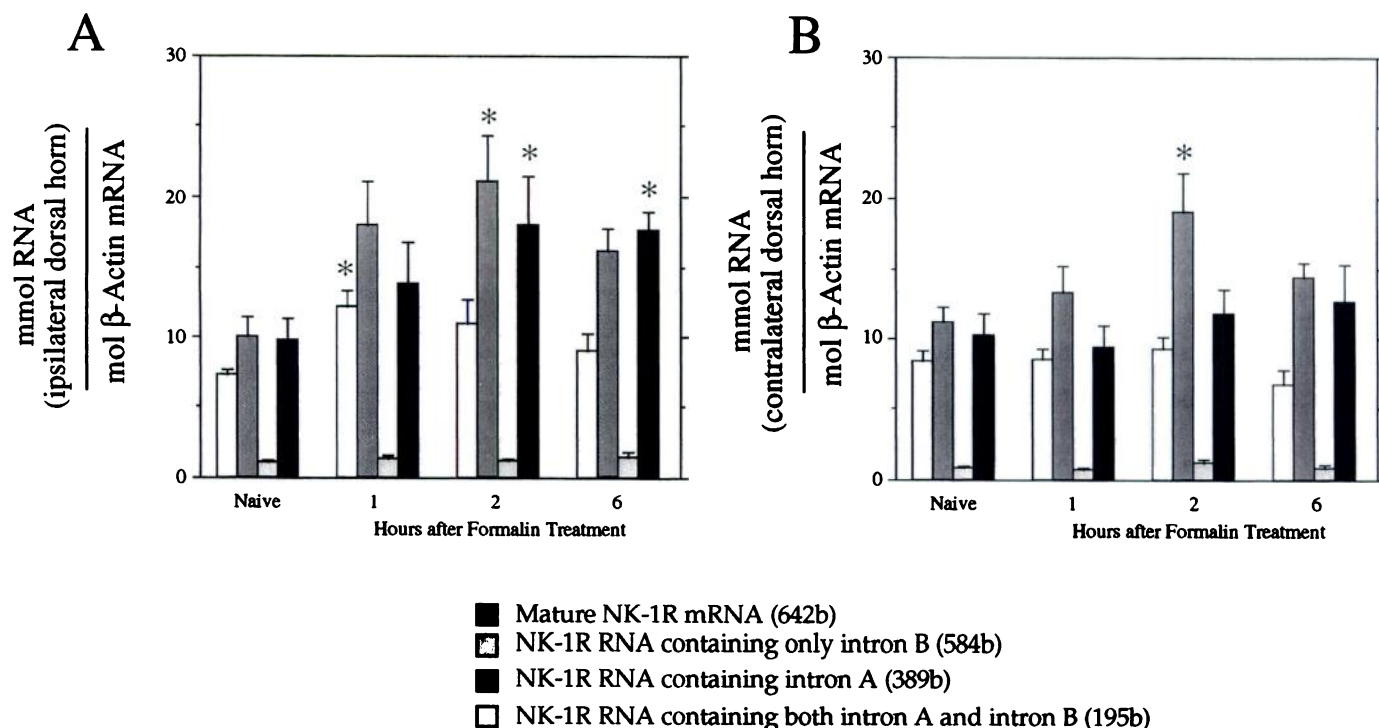 A
30
20
10
0
mmol RNA
(ipsilateral dorsal horn)
mol β-Actin mRNA
*
*
*
*
Naive 1 2 6
Hours after Formalin Treatment
B
30
20
10
0
mmol RNA
(contralateral dorsal horn)
mol β-Actin mRNA
*
Naive 1 2 6
Hours after Formalin Treatment
Mature NK-1R mRNA (642b)
NK-1R RNA containing only intron B (584b)
NK-1R RNA containing intron A (389b)
NK-1R RNA containing both intron A and intron B (195b)